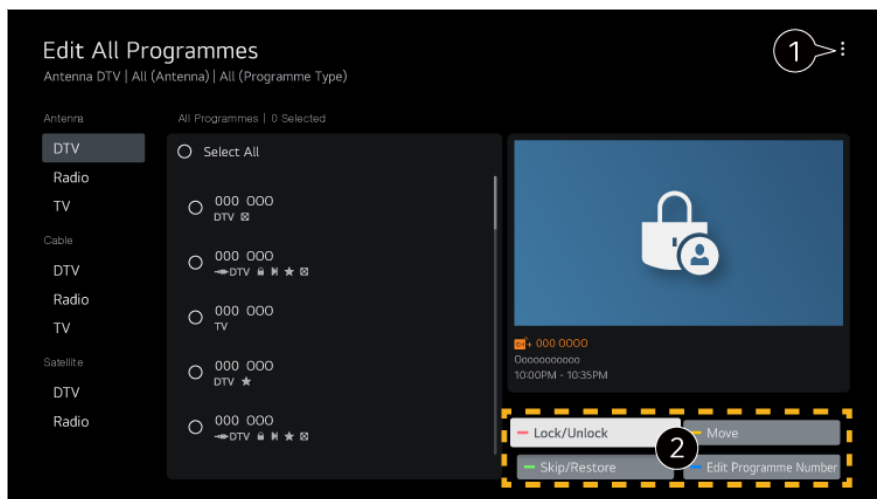 Edit All Programmes
Antenna DTV | All (Antenna) | All (Programme Type)
1
Antenna
DTV
Radio
TV
Cable
DTV
Radio
TV
Satellite
DTV
Radio
All Programmes | 0 Selected
Select All
000 000
DTV
000 000
DTV
000 000
TV
000 000
DTV
000 000
DTV
+ 000 0000
Ooooooooooo
10:00PM - 10:35PM
Lock/Unlock
Move
2
Skip/Restore
Edit Programme Number